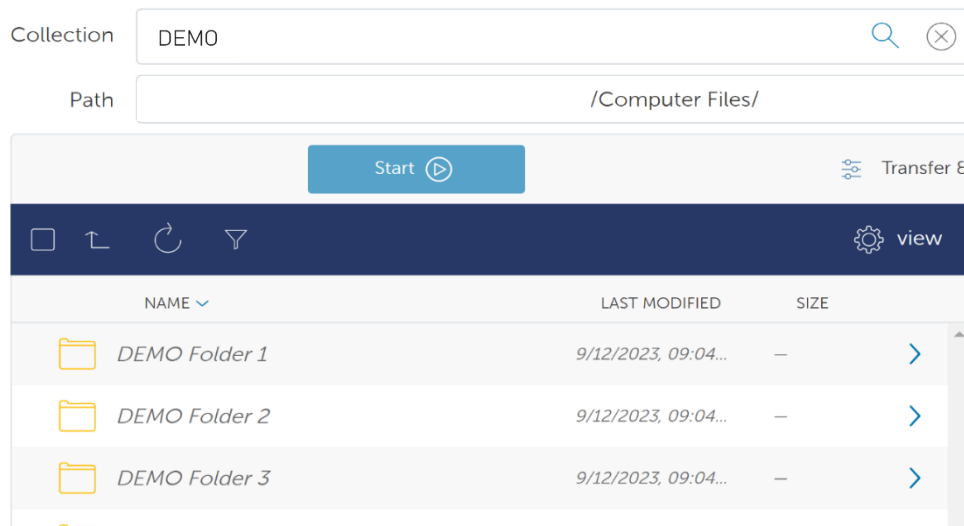 Collection DEMO
Path /Computer Files/
Start Transfer &
view
NAME LAST MODIFIED SIZE
DEMO Folder 1 9/12/2023, 09:04... —
DEMO Folder 2 9/12/2023, 09:04... —
DEMO Folder 3 9/12/2023, 09:04... —